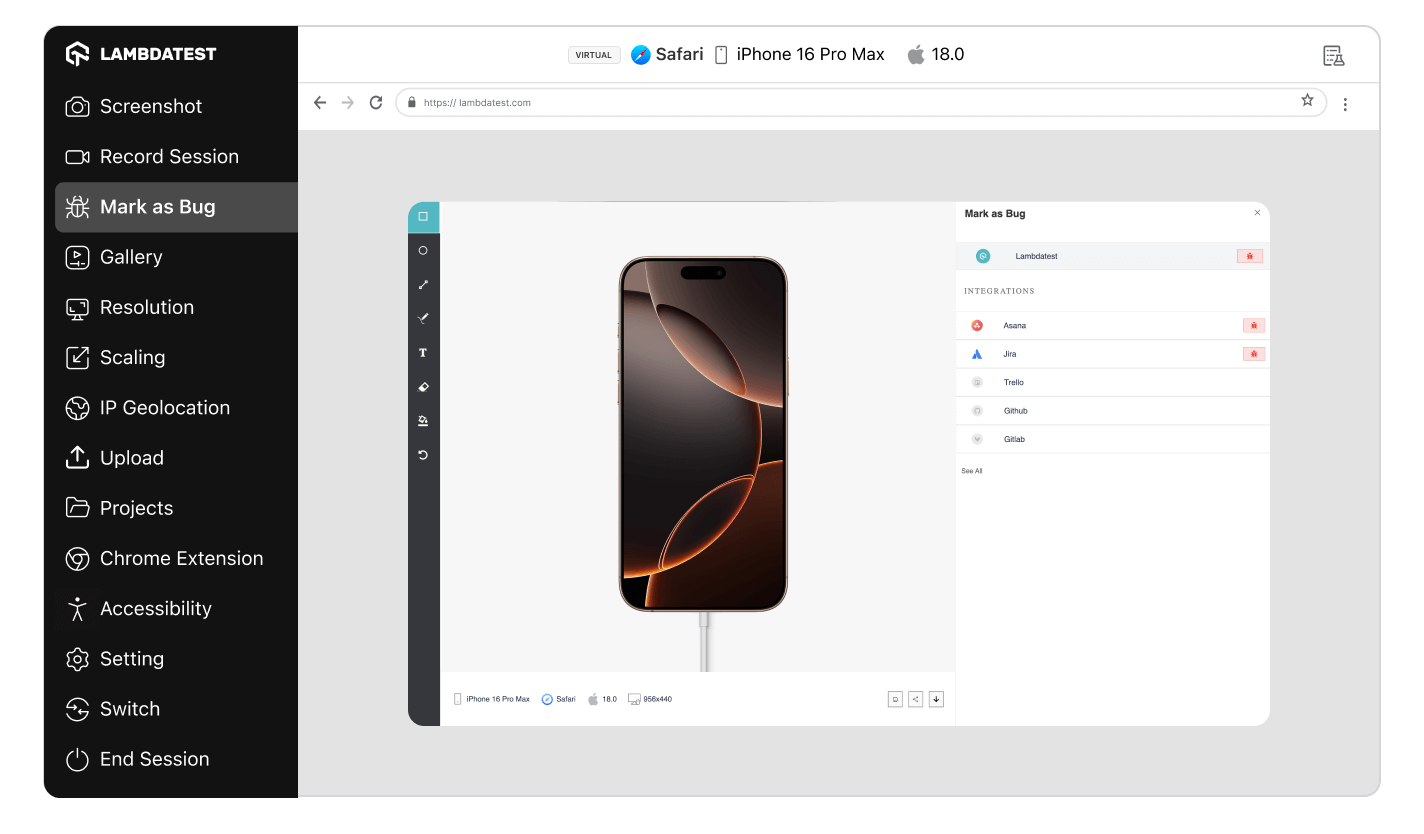 LAMBDATEST
Screenshot
Record Session
Mark as Bug
Gallery
Resolution
Scaling
IP Geolocation
Upload
Projects
Chrome Extension
Accessibility
Setting
Switch
End Session
VIRTUAL Safari iPhone 16 Pro Max 18.0
https:// lambdatest.com
T
iPhone 16 Pro Max Safari 18.0 956x440
Mark as Bug
Lambdatest
INTEGRATIONS
Asana
Jira
Trello
Github
Gitlab
See All